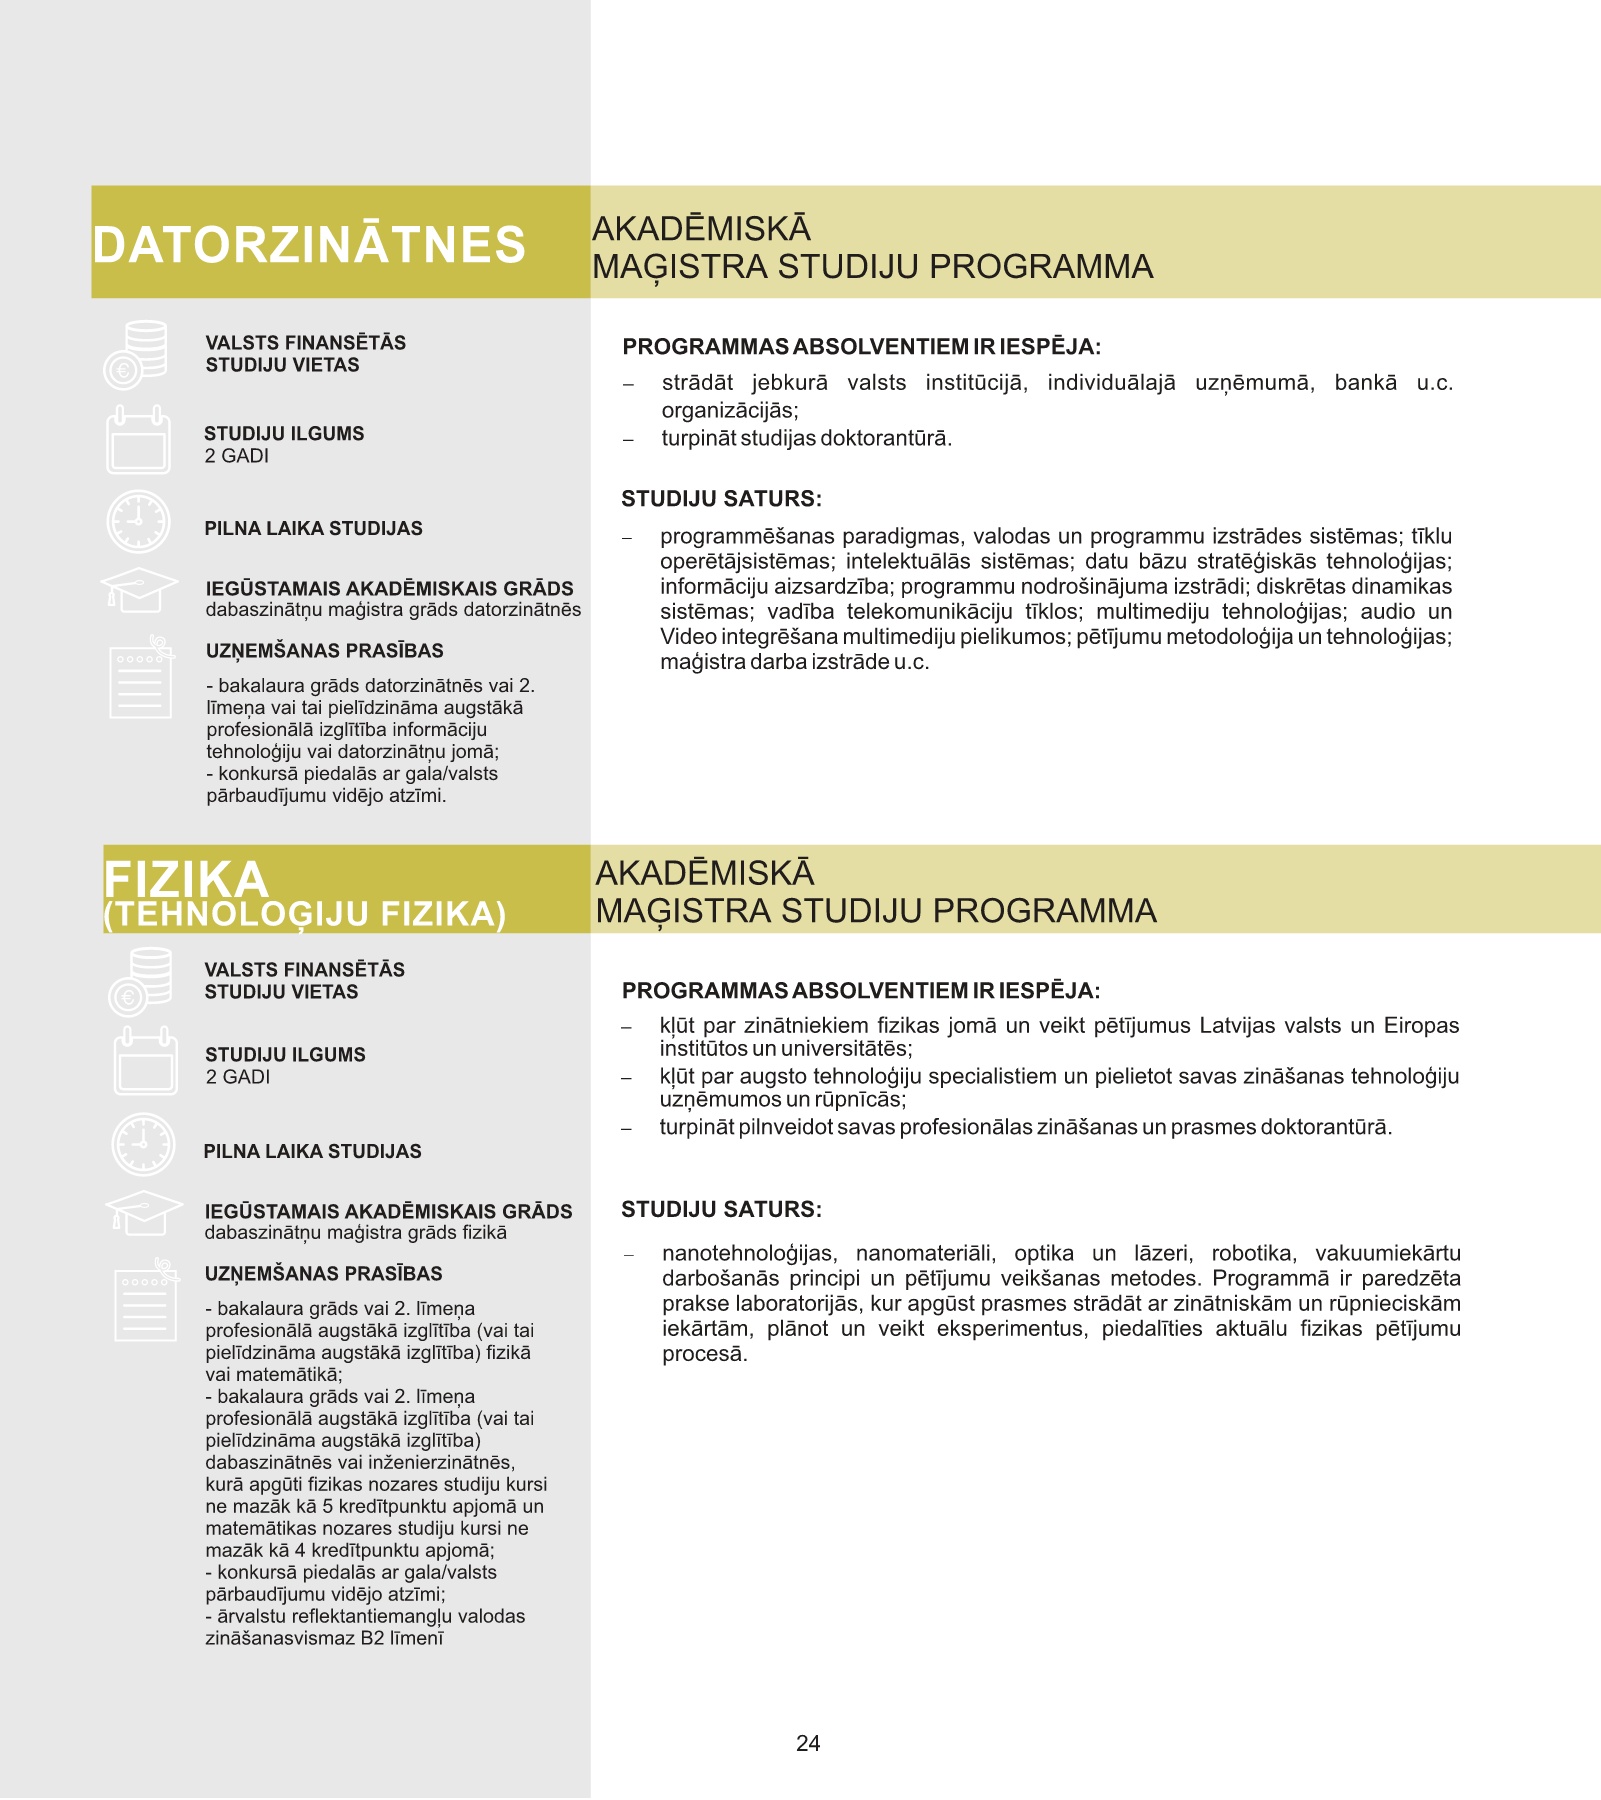 DATORZINĀTNES
AKADĒMISKĀ
MAĢISTRA STUDIJU PROGRAMMA
VALSTS FINANSĒTĀS
STUDIJU VIETAS
STUDIJU ILGUMS
2 GADI
PILNA LAIKA STUDIJAS
IEGŪSTAMAIS AKADĒMISKAIS GRĀDS
dabaszinātņu maģistra grāds datorzinātnēs
UZŅEMŠANAS PRASĪBAS
- bakalaura grāds datorzinātnēs vai 2.
līmeņa vai tai pielīdzināma augstākā
profesionālā izglītība informāciju
tehnoloģiju vai datorzinātņu jomā;
- konkursā piedalās ar gala/valsts
pārbaudījumu vidējo atzīmi.
PROGRAMMAS ABSOLVENTIEM IR IESPĒJA:
– strādāt jebkurā valsts institūcijā, individuālajā uzņēmumā, bankā u.c.
organizācijās;
– turpināt studijas doktorantūrā.
STUDIJU SATURS:
– programmēšanas paradigmas, valodas un programmu izstrādes sistēmas; tīklu
operētājsistēmas; intelektuālās sistēmas; datu bāzu stratēģiskās tehnoloģijas;
informāciju aizsardzība; programmu nodrošinājuma izstrādi; diskrētas dinamikas
sistēmas; vadība telekomunikāciju tīklos; multimediju tehnoloģijas; audio un
Video integrēšana multimediju pielikumos; pētījumu metodoloģija un tehnoloģijas;
maģistra darba izstrāde u.c.
FIZIKA
(TEHNOLOĢIJU FIZIKA)
AKADĒMISKĀ
MAĢISTRA STUDIJU PROGRAMMA
VALSTS FINANSĒTĀS
STUDIJU VIETAS
STUDIJU ILGUMS
2 GADI
PILNA LAIKA STUDIJAS
IEGŪSTAMAIS AKADĒMISKAIS GRĀDS
dabaszinātņu maģistra grāds fizikā
UZŅEMŠANAS PRASĪBAS
- bakalaura grāds vai 2. līmeņa
profesionālā augstākā izglītība (vai tai
pielīdzināma augstākā izglītība) fizikā
vai matemātikā;
- bakalaura grāds vai 2. līmeņa
profesionālā augstākā izglītība (vai tai
pielīdzināma augstākā izglītība)
dabaszinātnēs vai inženierzinātnēs,
kurā apgūti fizikas nozares studiju kursi
ne mazāk kā 5 kredītpunktu apjomā un
matemātikas nozares studiju kursi ne
mazāk kā 4 kredītpunktu apjomā;
- konkursā piedalās ar gala/valsts
pārbaudījumu vidējo atzīmi;
- ārvalstu reflektantiemangļu valodas
zināšanasvismaz B2 līmenī
PROGRAMMAS ABSOLVENTIEM IR IESPĒJA:
– kļūt par zinātniekiem fizikas jomā un veikt pētījumus Latvijas valsts un Eiropas
institūtos un universitātēs;
– kļūt par augsto tehnoloģiju specialistiem un pielietot savas zināšanas tehnoloģiju
uzņēmumos un rūpnīcās;
– turpināt pilnveidot savas profesionālas zināšanas un prasmes doktorantūrā.
STUDIJU SATURS:
– nanotehnoloģijas, nanomateriāli, optika un lāzeri, robotika, vakuumiekārtu
darbošanās principi un pētījumu veikšanas metodes. Programmā ir paredzēta
prakse laboratorijās, kur apgūst prasmes strādāt ar zinātniskām un rūpnieciskām
iekārtām, plānot un veikt eksperimentus, piedalīties aktuālu fizikas pētījumu
procesā.
24